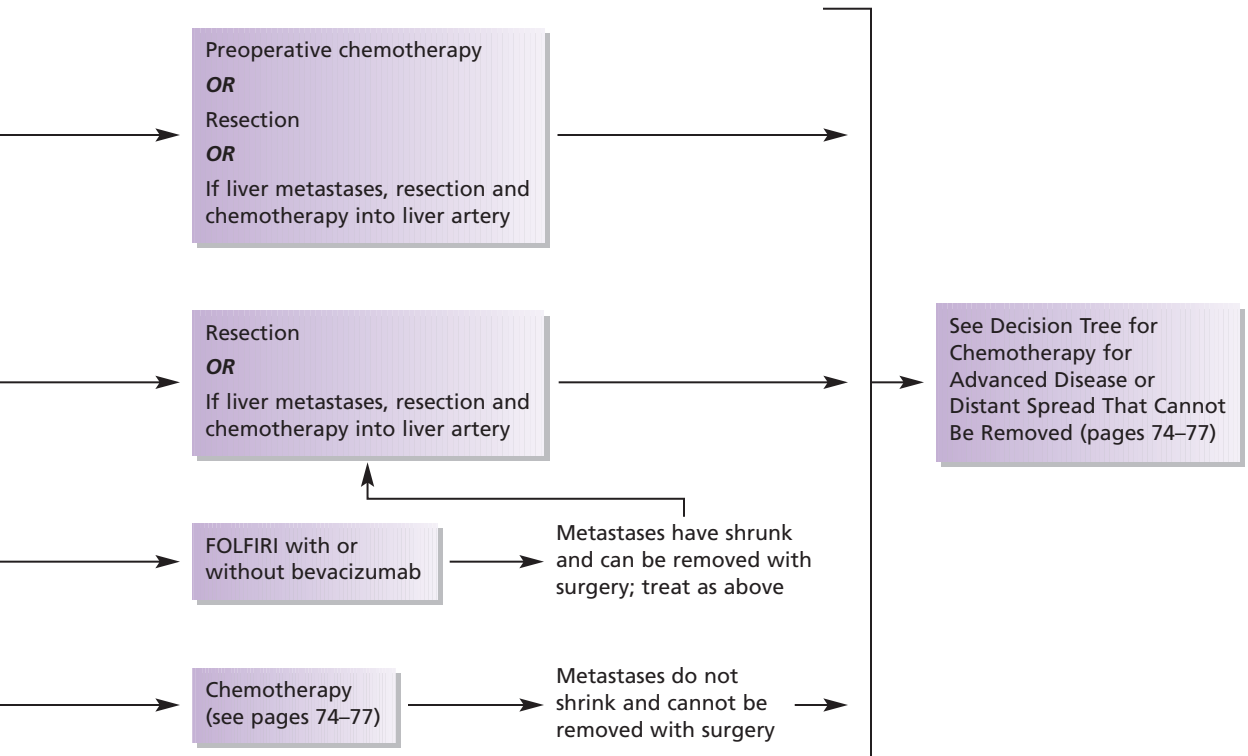 Preoperative chemotherapy
OR
Resection
OR
If liver metastases, resection and
chemotherapy into liver artery
Resection
OR
If liver metastases, resection and
chemotherapy into liver artery
See Decision Tree for
Chemotherapy for
Advanced Disease or
Distant Spread That Cannot
Be Removed (pages 74–77)
FOLFIRI with or
without bevacizumab
Metastases have shrunk
and can be removed with
surgery; treat as above
Chemotherapy
(see pages 74–77)
Metastases do not
shrink and cannot be
removed with surgery